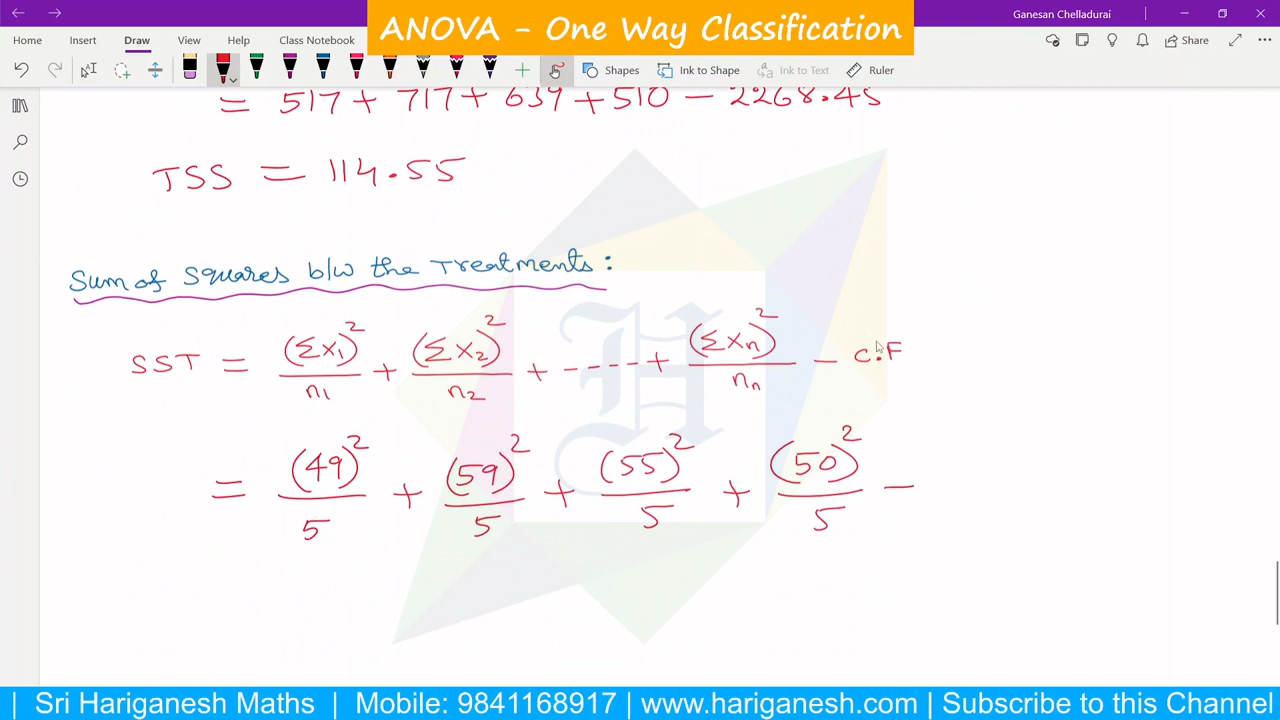 ANOVA - One Way Classification
Ganesan Chelladurai
Home Insert Draw View Help Class Notebook
Share
Shapes Ink to Shape Ink to Text Ruler
= 517 + 717 + 639 + 510 - 2268.45
TSS = 114.55
Sum of Squares b/w the Treatments:
SST = (Σx₁)²/n₁ + (Σx₂)²/n₂ + ---- + (Σxₙ)²/nₙ - C.F
= (49)²/5 + (59)²/5 + (55)²/5 + (50)²/5 -
| Sri Hariganesh Maths | Mobile: 9841168917 | www.hariganesh.com | Subscribe to this Channel